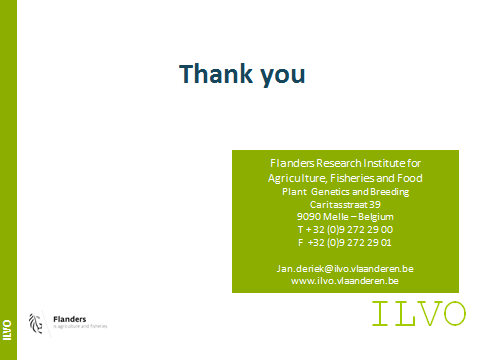 Thank you
Flanders Research Institute for
Agriculture, Fisheries and Food
Plant Genetics and Breeding
Caritasstraat 39
9090 Melle – Belgium
T + 32 (0)9 272 29 00
F +32 (0)9 272 29 01
Jan.deriek@ilvo.vlaanderen.be
www.ilvo.vlaanderen.be
ILVO
ILVO
Flanders
is agriculture and fisheries